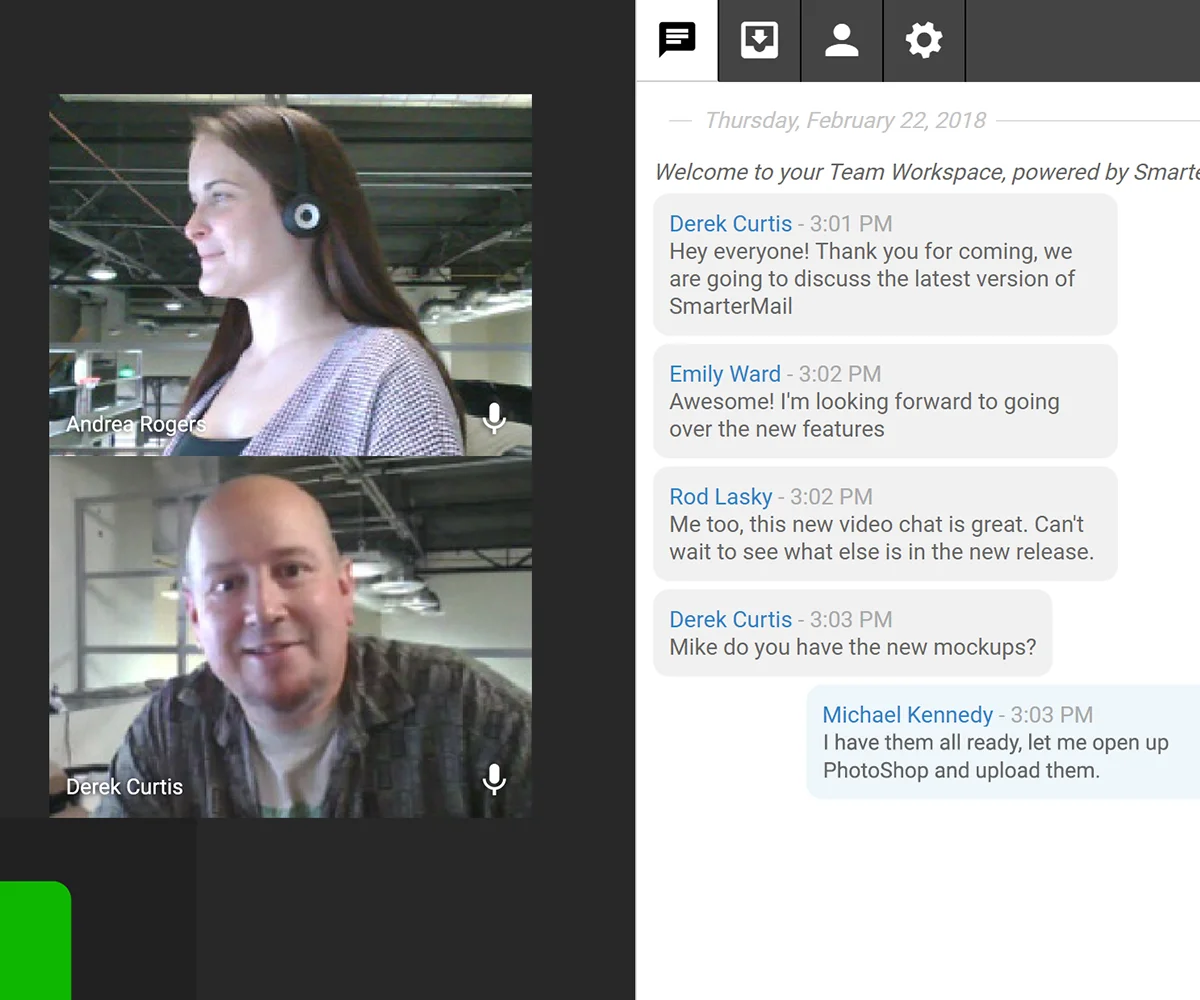 Andrea Rogers
Derek Curtis
Thursday, February 22, 2018
Welcome to your Team Workspace, powered by Smarte
Derek Curtis - 3:01 PM
Hey everyone! Thank you for coming, we
are going to discuss the latest version of
SmarterMail
Emily Ward - 3:02 PM
Awesome! I'm looking forward to going
over the new features
Rod Lasky - 3:02 PM
Me too, this new video chat is great. Can't
wait to see what else is in the new release.
Derek Curtis - 3:03 PM
Mike do you have the new mockups?
Michael Kennedy - 3:03 PM
I have them all ready, let me open up
PhotoShop and upload them.